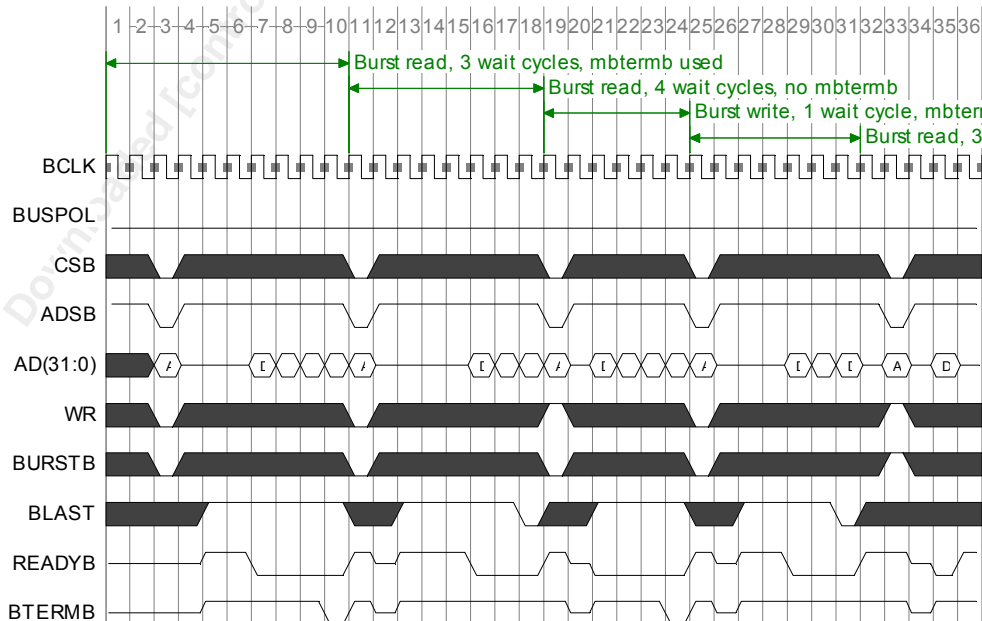 1 2 3 4 5 6 7 8 9 10 11 12 13 14 15 16 17 18 19 20 21 22 23 24 25 26 27 28 29 30 31 32 33 34 35 36
Burst read, 3 wait cycles, mbtermb used
Burst read, 4 wait cycles, no mbtermb
Burst write, 1 wait cycle,
Burst read, 3
BCLK
BUSPOL
CSB
ADSB
AD(31:0) A D A D A D A D D A D
WR
BURSTB
BLAST
READYB
BTERMB